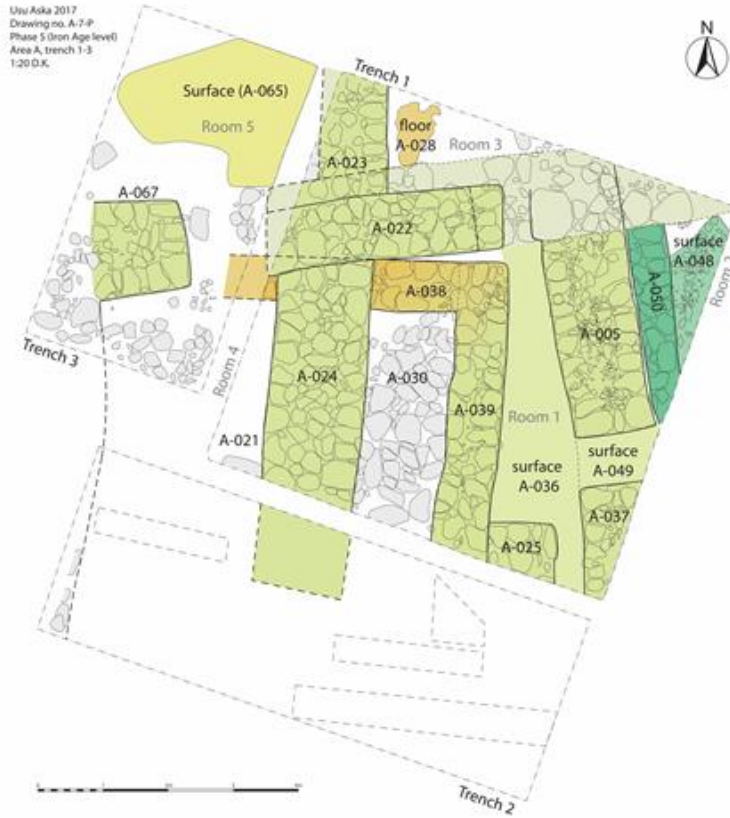 Usu Aska 2017
Drawing no. A-7-P
Phase 5 (Iron Age level)
Area A, trench 1-3
1:20 D.K.
N
Trench 1
Surface (A-065)
Room 5
floor
A-028
Room 3
A-023
A-067
A-022
surface
A-048
Room 2
A-050
A-038
A-005
Trench 3
Room 4
A-024
A-030
A-039
Room 1
A-021
surface
A-036
surface
A-049
A-037
A-025
Trench 2